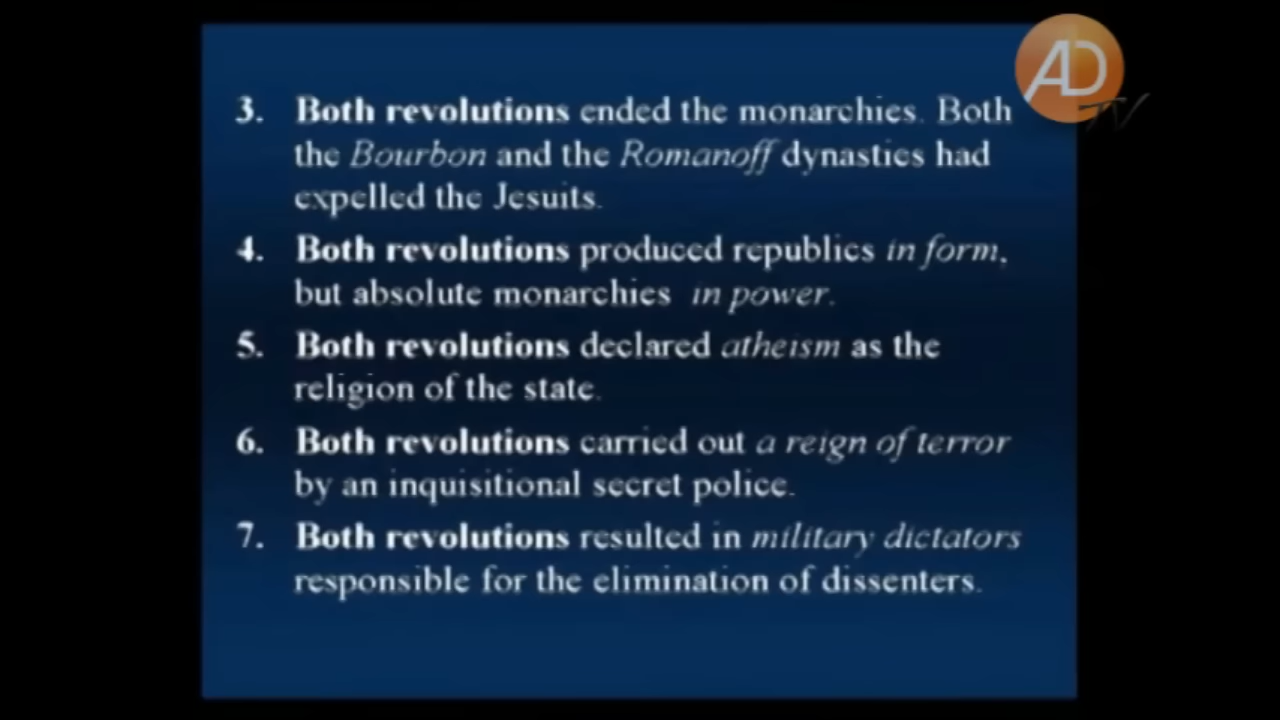 3. Both revolutions ended the monarchies. Both
the Bourbon and the Romanoff dynasties had
expelled the Jesuits.
4. Both revolutions produced republics in form,
but absolute monarchies in power.
5. Both revolutions declared atheism as the
religion of the state.
6. Both revolutions carried out a reign of terror
by an inquisitional secret police.
7. Both revolutions resulted in military dictators
responsible for the elimination of dissenters.
AD
TV